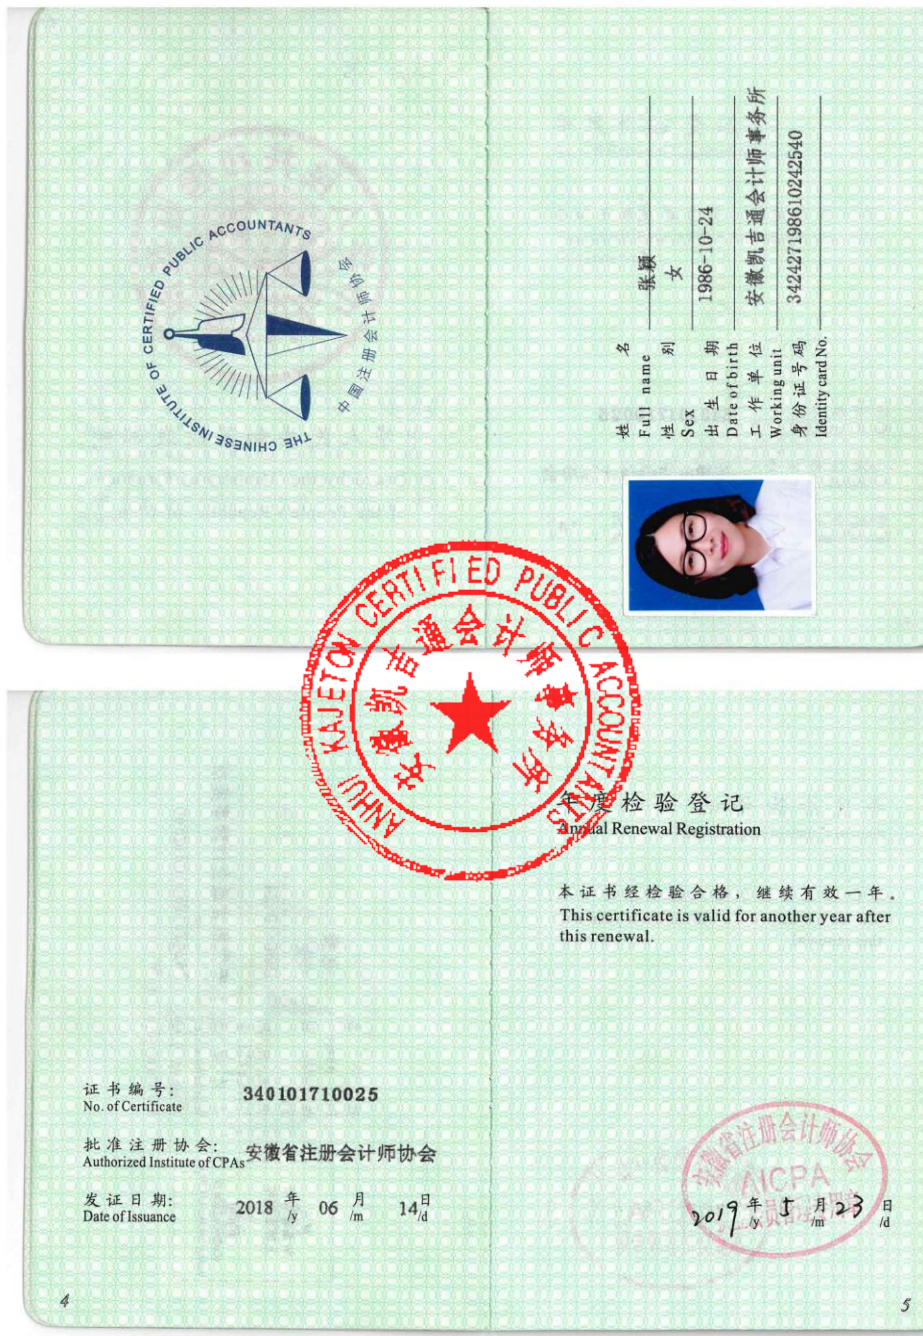 THE CHINESE INSTITUTE OF CERTIFIED PUBLIC ACCOUNTANTS
中国注册会计师协会
姓名 张颖
Full name
性别 女
Sex
出生日期 1986-10-24
Date of birth
工作单位 安徽凯吉通会计师事务所
Working unit
身份证号码 342427198610242540
Identity card No.
ANHUI KAJETON CERTIFIED PUBLIC ACCOUNTANTS
安徽凯吉通会计师事务所
年度检验登记
Annual Renewal Registration
本证书经检验合格，继续有效一年。
This certificate is valid for another year after
this renewal.
证书编号: 340101710025
No. of Certificate
批准注册协会: 安徽省注册会计师协会
Authorized Institute of CPAs
发证日期: 2018 年 06 月 14日
Date of Issuance /y /m /d
安徽省注册会计师协会
AICPA
2019 年 5 月 23 日
/y /m /d
4
5